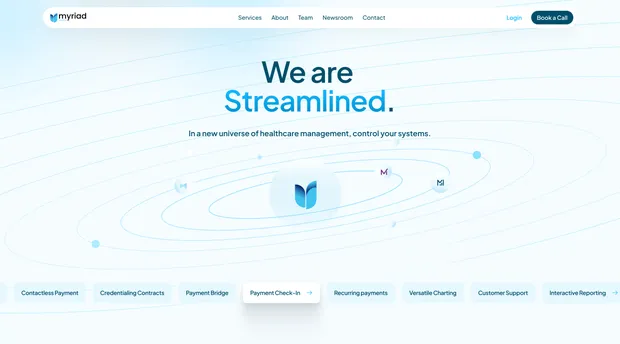 myriad
Services About Team Newsroom Contact Login Book a Call
We are
Streamlined.
In a new universe of healthcare management, control your systems.
Contactless Payment Credentialing Contracts Payment Bridge Payment Check-In → Recurring payments Versatile Charting Customer Support Interactive Reporting →